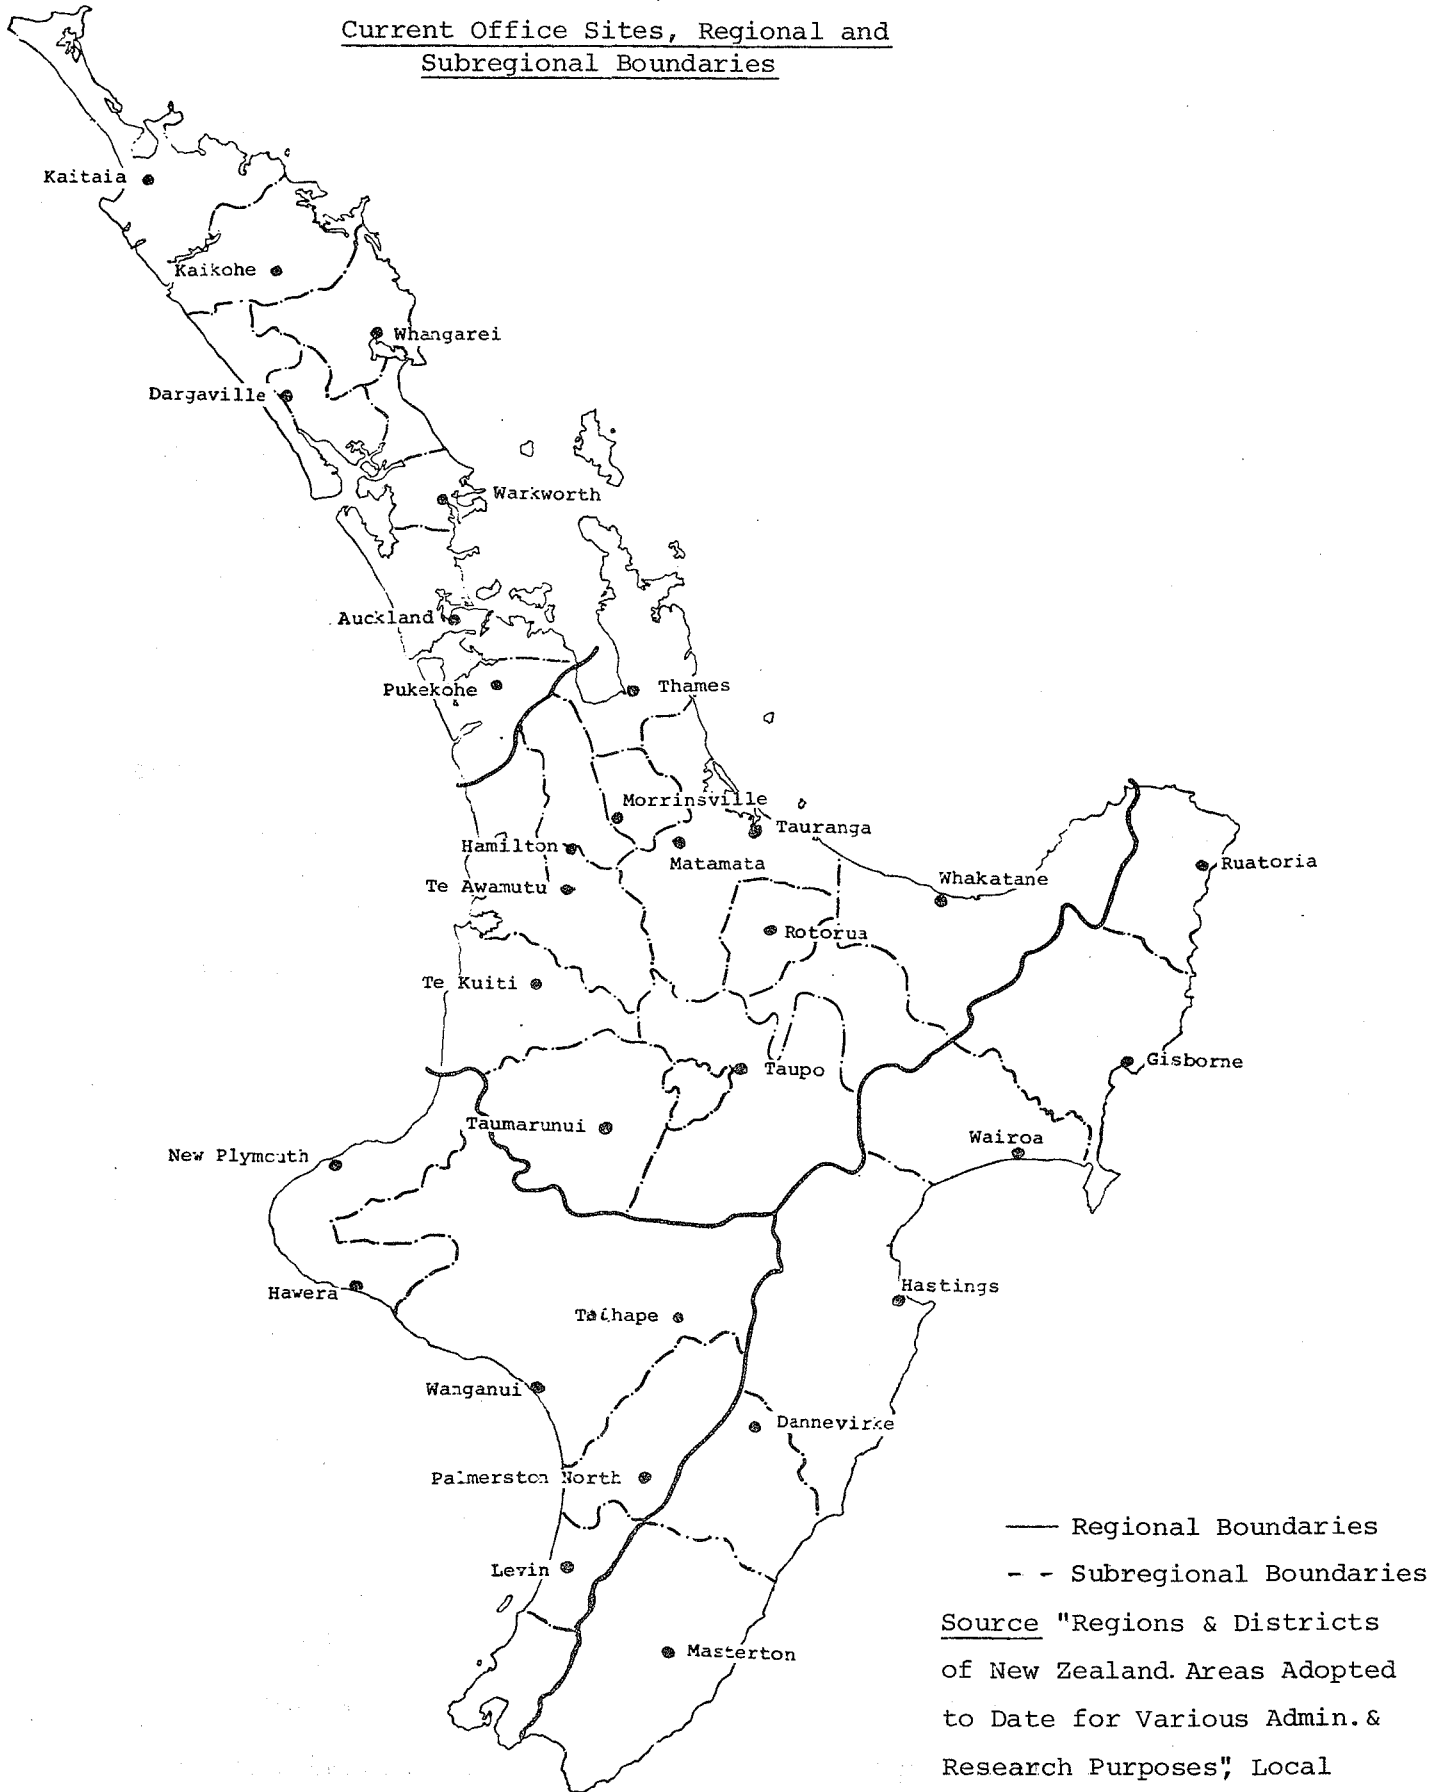 Current Office Sites, Regional and
Subregional Boundaries
Kaitaia
Kaikohe
Whangarei
Dargaville
Warkworth
Auckland
Pukekohe
Thames
Morrinsville
Tauranga
Hamilton
Matamata
Ruatoria
Te Awamutu
Whakatane
Rotorua
Te Kuiti
Gisborne
Taupo
Taumarunui
Wairoa
New Plymouth
Hastings
Hawera
Taihape
Wanganui
Dannevirke
Palmerston North
Levin
Masterton
Regional Boundaries
Subregional Boundaries
Source "Regions & Districts
of New Zealand. Areas Adopted
to Date for Various Admin. &
Research Purposes", Local